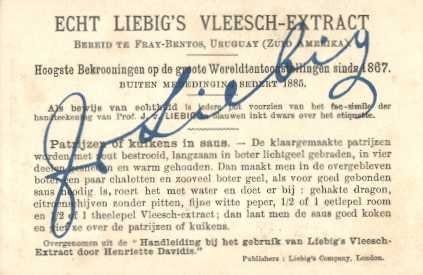 ECHT LIEBIG'S VLEESCH-EXTRACT
BEREID TE FRAY-BENTOS, URUGUAY (ZUID AMERIKA)
Hoogste Bekrooningen op de groote Wereldtentoonstellingen sinds 1867.
BUITEN MEDEDINGING SEDERT 1885.
Als bewijs van echtheid is iedere pot voorzien van het fac-simile der
handteekening van Prof. J. v. LIEBIG in blauwen inkt dwars over het etiquette.
J v Liebig
Patrijzen of kuikens in saus. — De klaargemaakte patrijzen
worden met zout bestrooid, langzaam in boter lichtgeel gebraden, in vier
deelen gesneden en warm gehouden. Dan maakt men in de overgebleven
boter een paar chalotten en zooveel boter geel, als voor goed gebonden
saus noodig is, roert het met water en doet er bij : gehakte dragon,
citroenschijven zonder pitten, fijne witte peper, 1/2 of 1 eetlepel room
en 1/2 of 1 theelepel Vleesch-extract ; dan laat men de saus goed koken
en giet ze over de patrijzen of kuikens.
Overgenomen uit de "Handleiding bij het gebruik van Liebig's Vleesch-
Extract door Henriette Davidis."
Publishers : Liebig's Company, London.